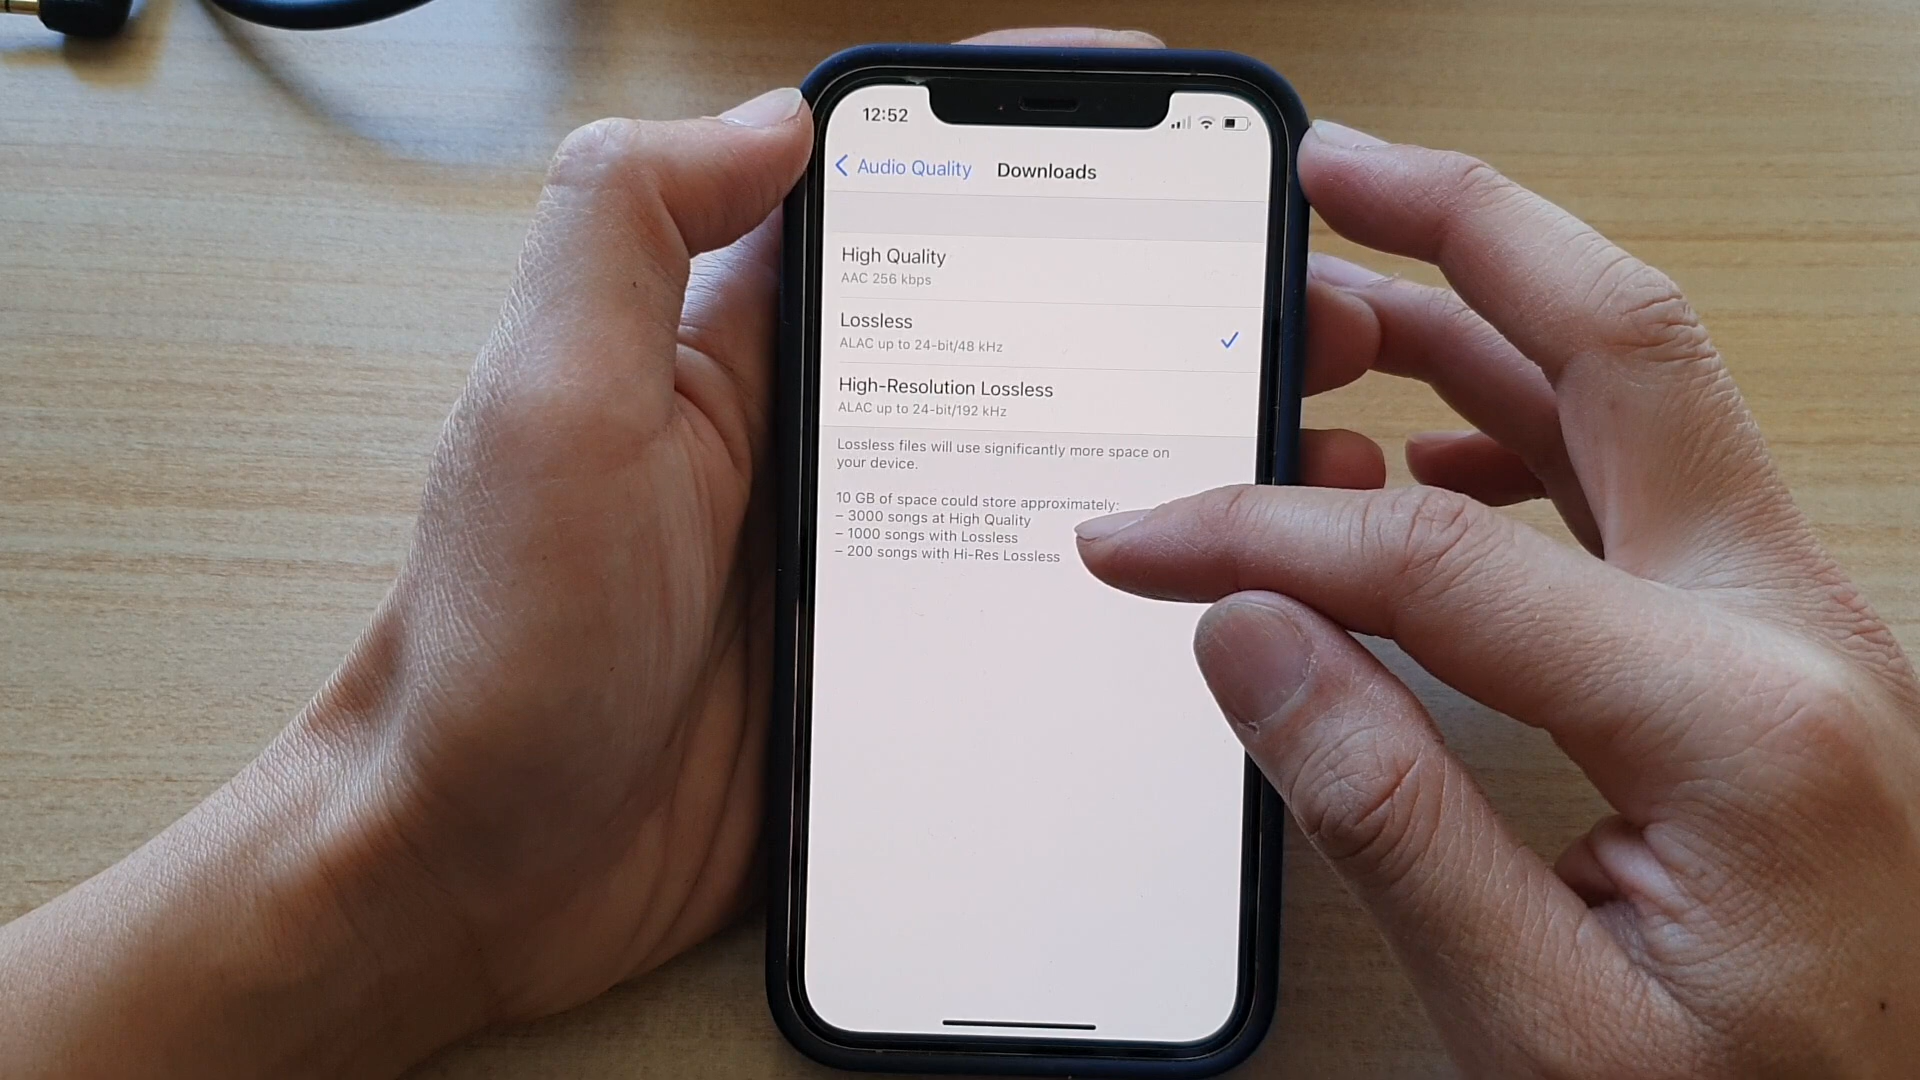 12:52
Audio Quality Downloads
High Quality
AAC 256 kbps
Lossless
ALAC up to 24-bit/48 kHz
High-Resolution Lossless
ALAC up to 24-bit/192 kHz
Lossless files will use significantly more space on
your device.
10 GB of space could store approximately:
– 3000 songs at High Quality
– 1000 songs with Lossless
– 200 songs with Hi-Res Lossless